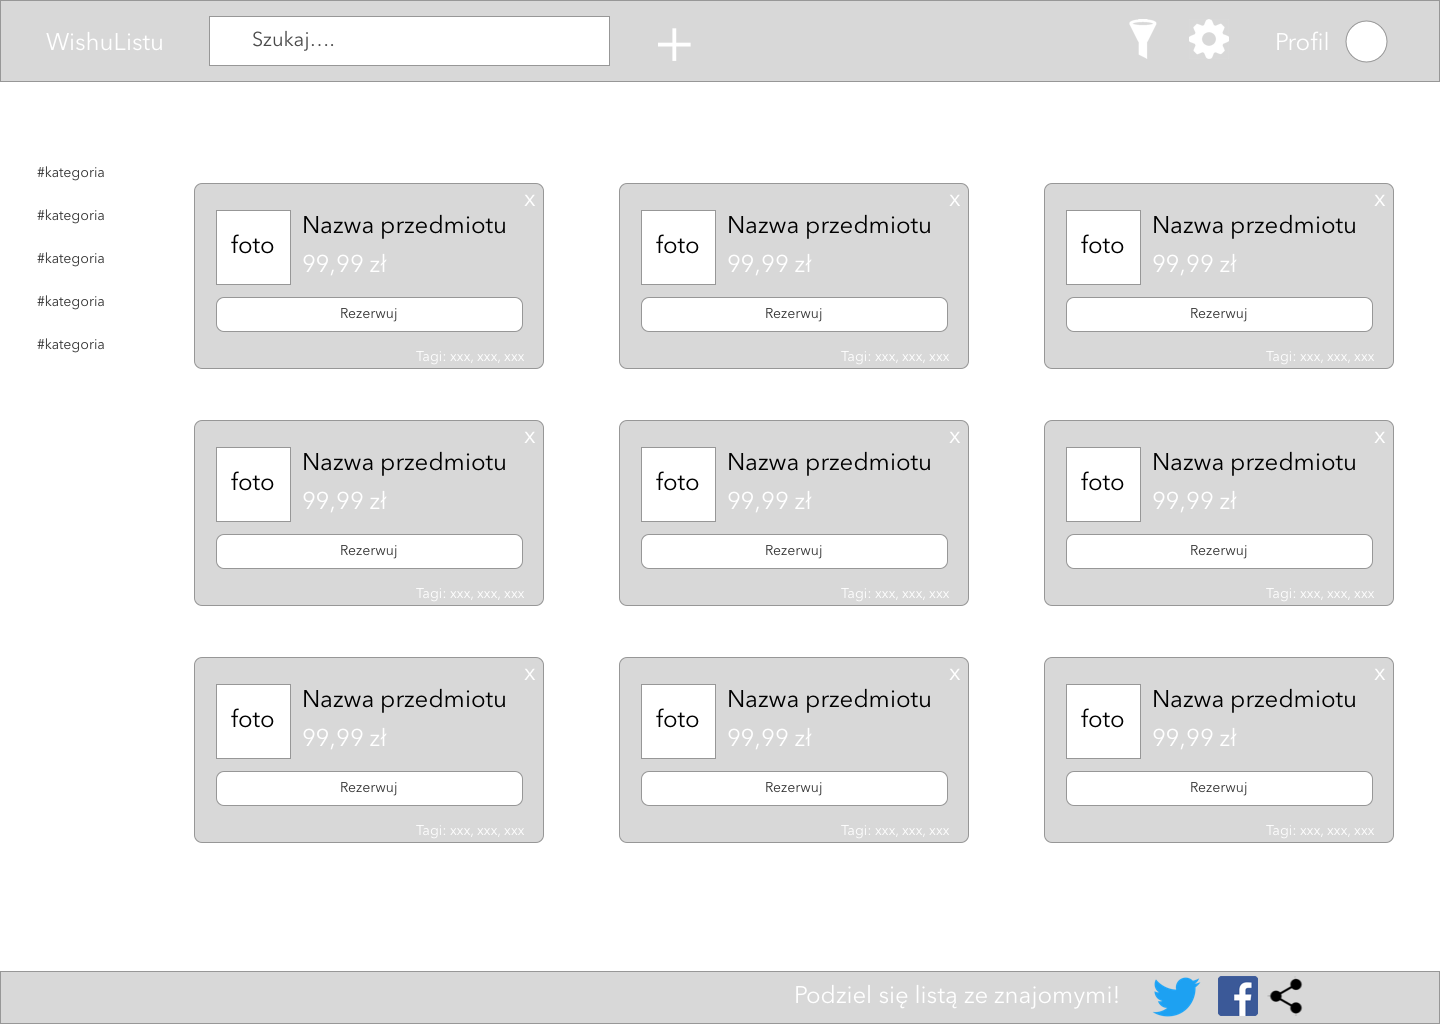 WishuListu Szukaj.... Profil
#kategoria
#kategoria
#kategoria
#kategoria
#kategoria
X
foto
Nazwa przedmiotu
99,99 zł
Rezerwuj
Tagi: xxx, xxx, xxx
X
foto
Nazwa przedmiotu
99,99 zł
Rezerwuj
Tagi: xxx, xxx, xxx
X
foto
Nazwa przedmiotu
99,99 zł
Rezerwuj
Tagi: xxx, xxx, xxx
X
foto
Nazwa przedmiotu
99,99 zł
Rezerwuj
Tagi: xxx, xxx, xxx
X
foto
Nazwa przedmiotu
99,99 zł
Rezerwuj
Tagi: xxx, xxx, xxx
X
foto
Nazwa przedmiotu
99,99 zł
Rezerwuj
Tagi: xxx, xxx, xxx
X
foto
Nazwa przedmiotu
99,99 zł
Rezerwuj
Tagi: xxx, xxx, xxx
X
foto
Nazwa przedmiotu
99,99 zł
Rezerwuj
Tagi: xxx, xxx, xxx
X
foto
Nazwa przedmiotu
99,99 zł
Rezerwuj
Tagi: xxx, xxx, xxx
Podziel się listą ze znajomymi!